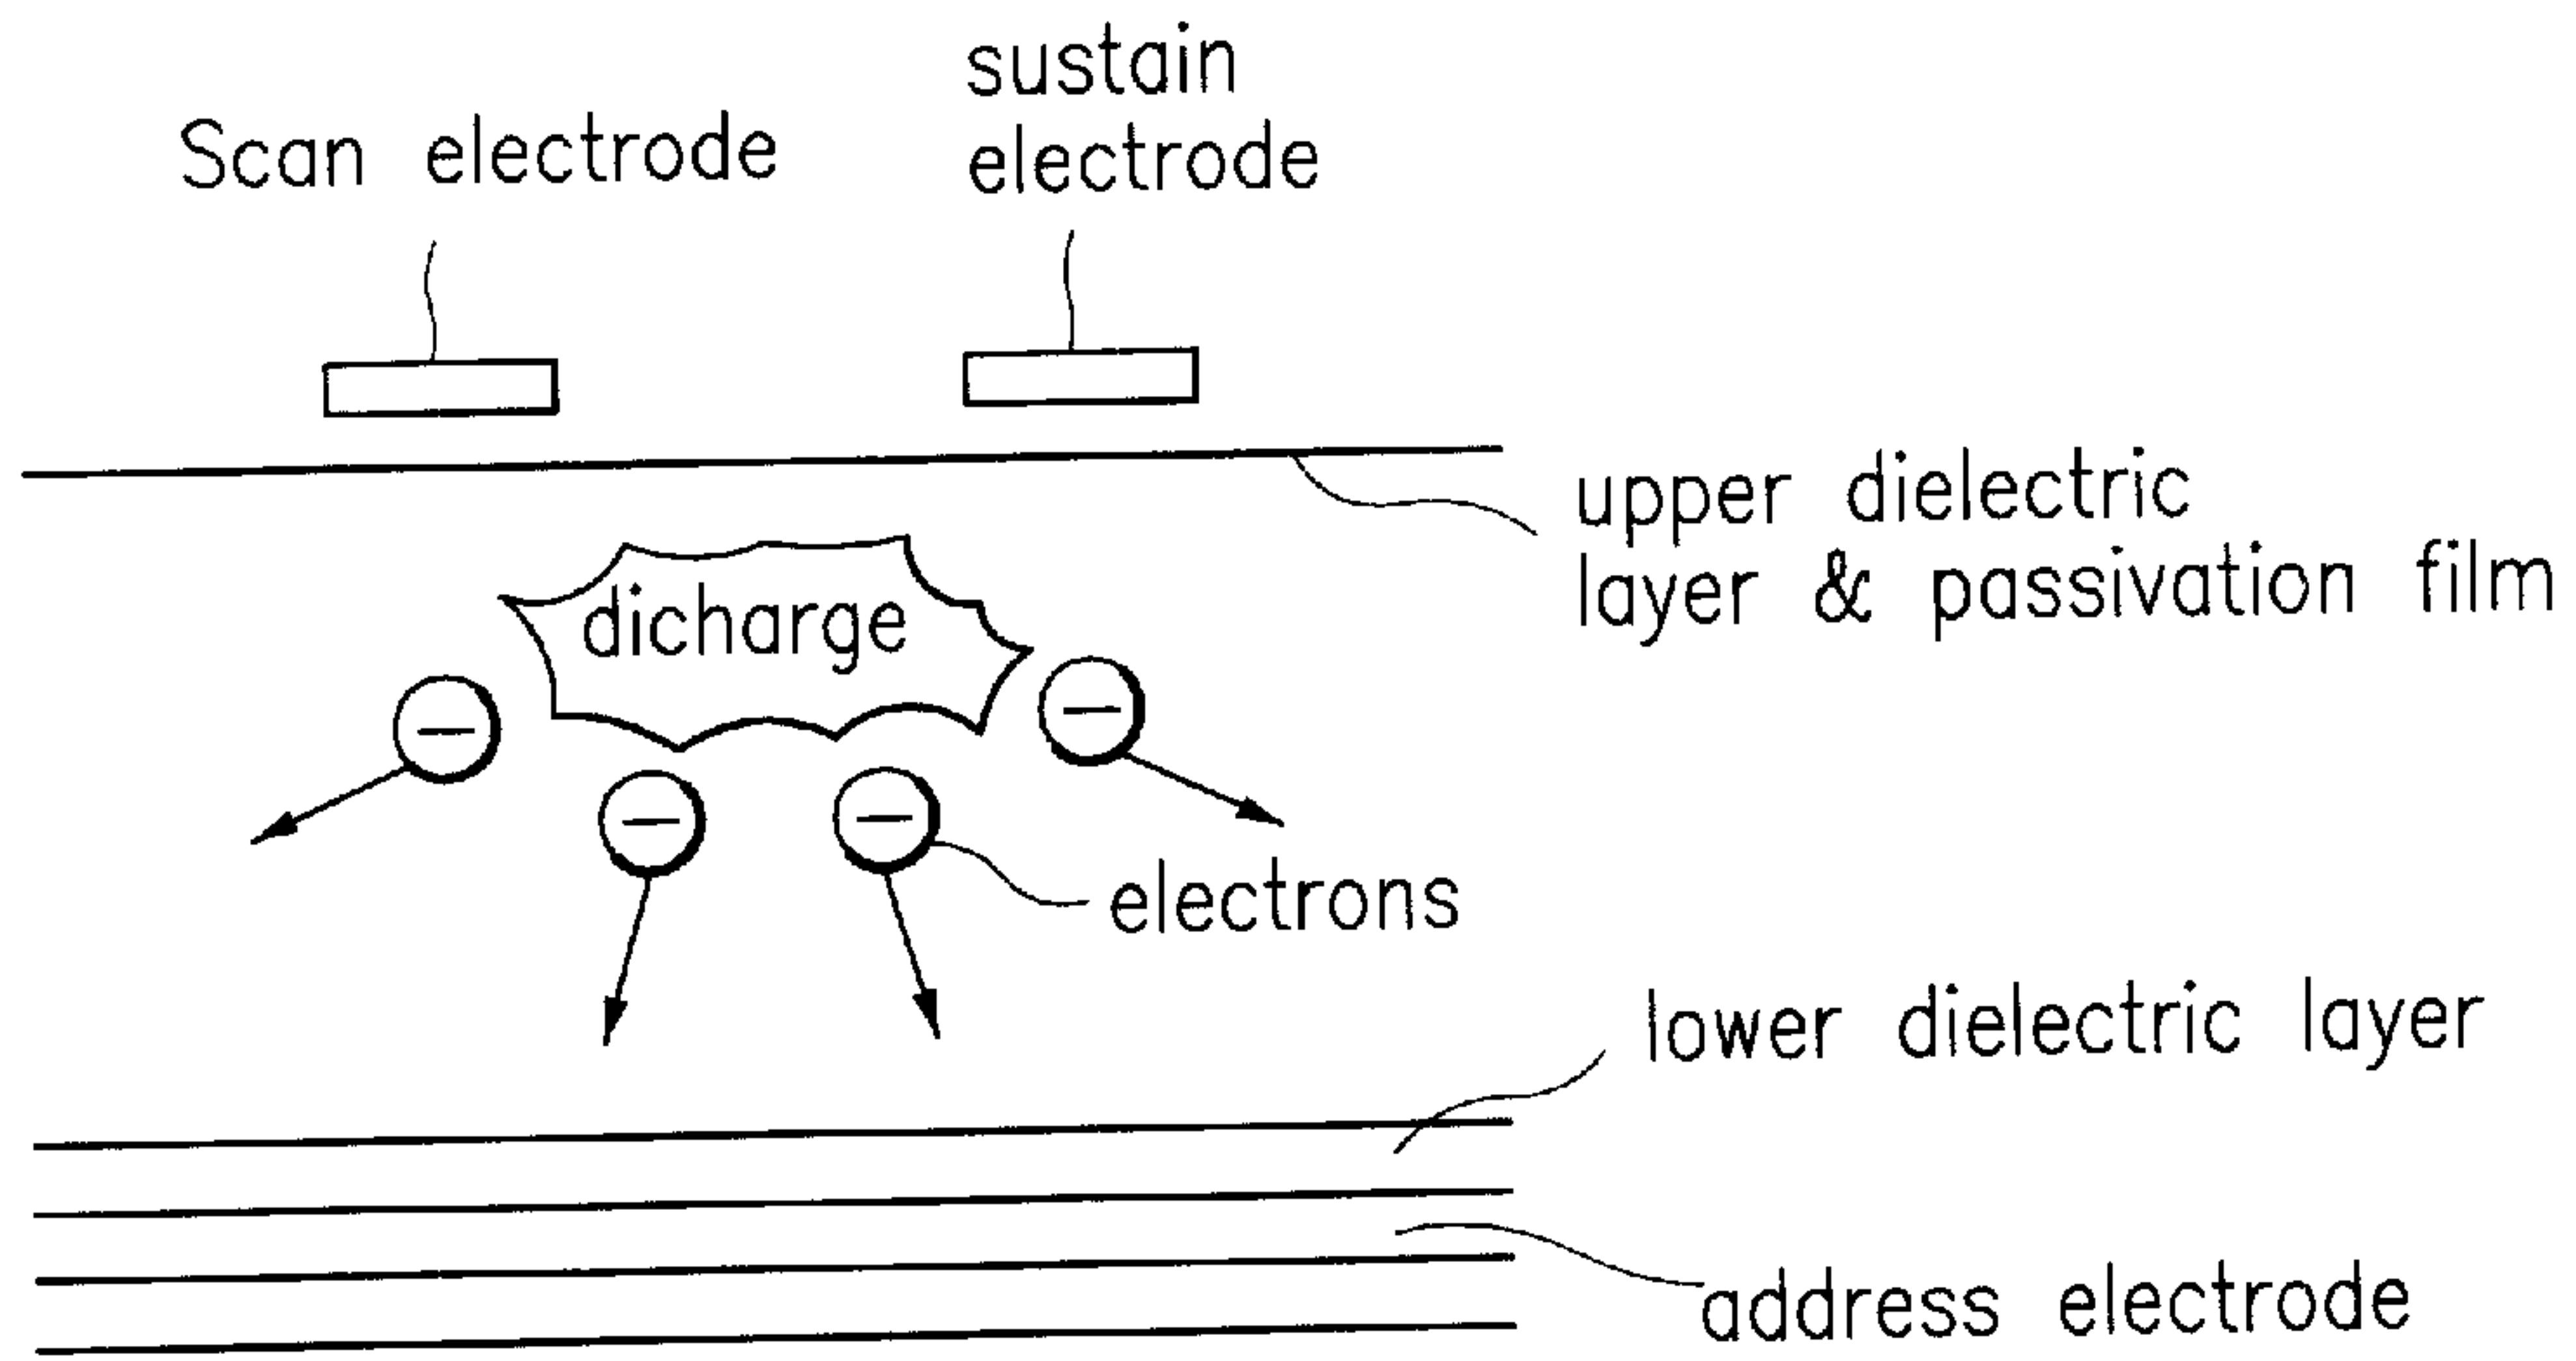 Scan electrode
sustain
electrode
upper dielectric
layer & passivation film
dicharge
electrons
lower dielectric layer
address electrode